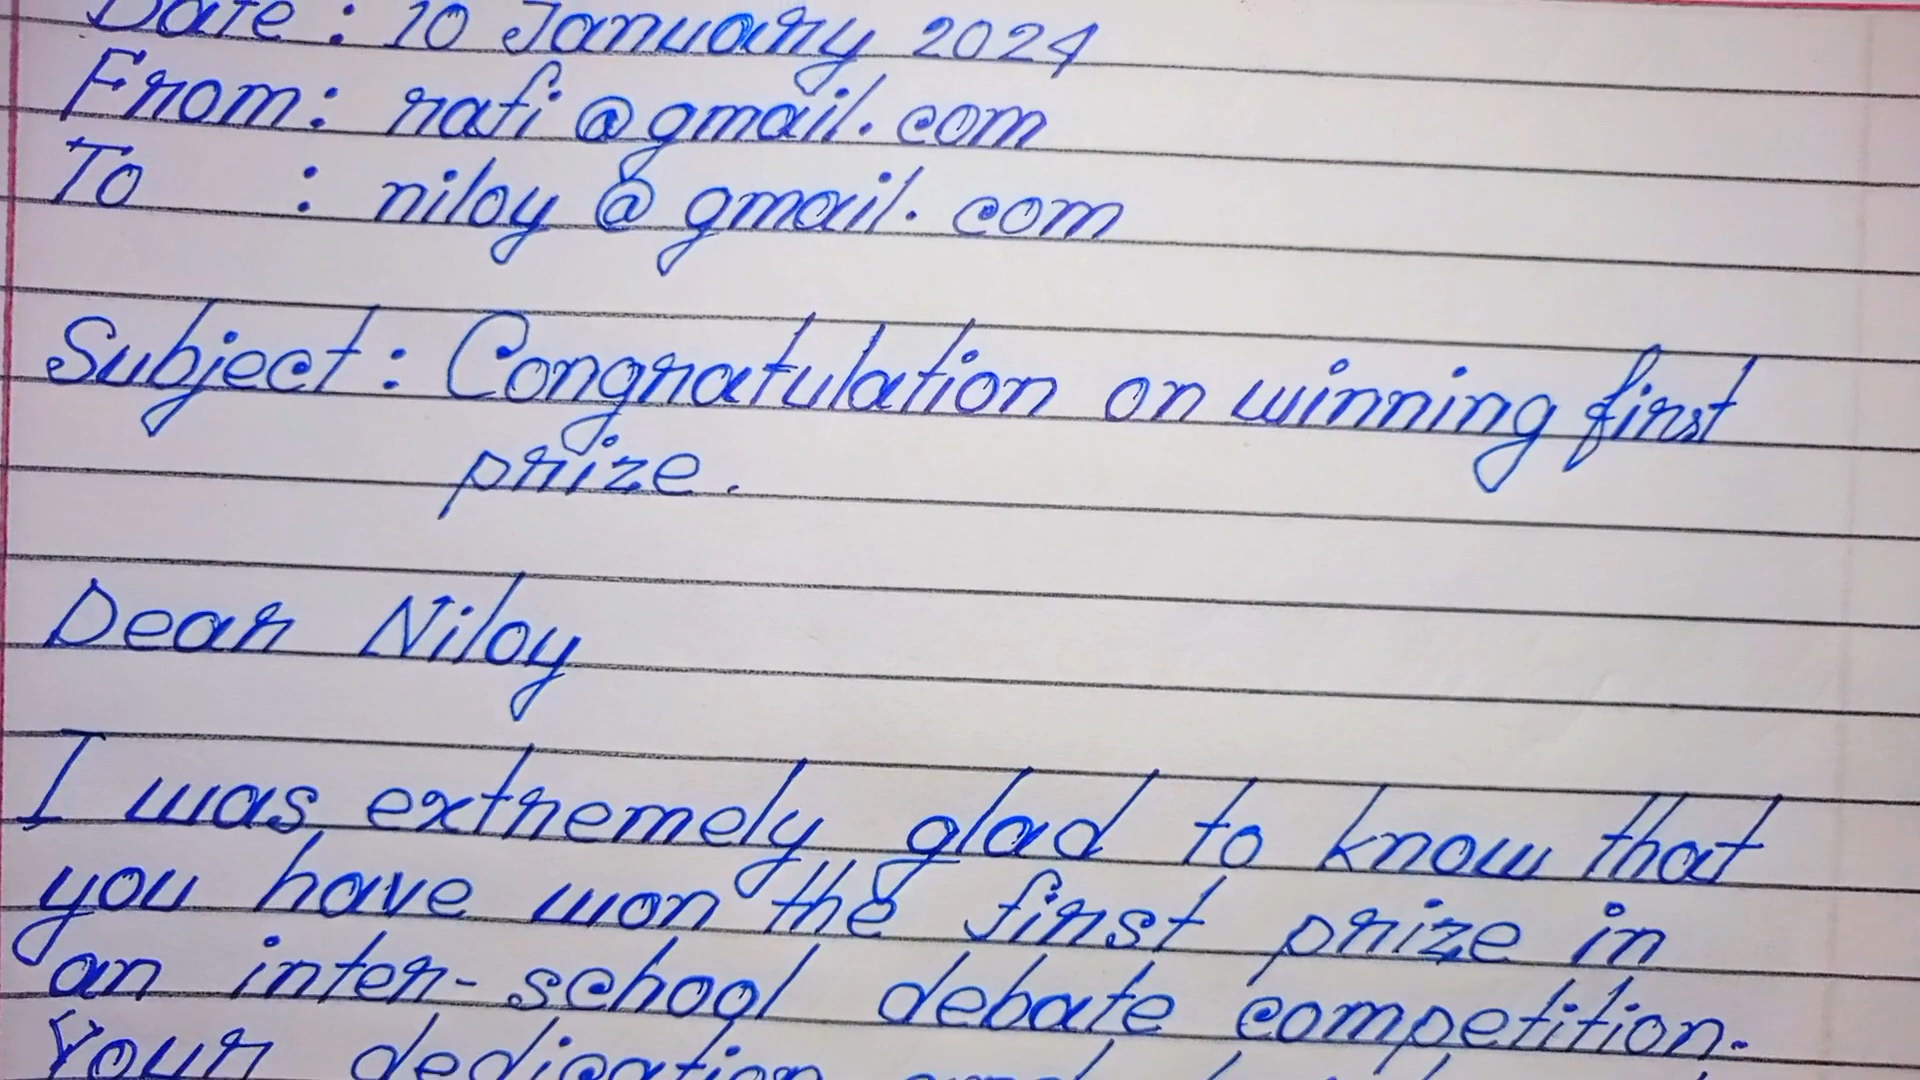 Date : 10 January 2024
From : rafi@gmail.com
To : niloy@gmail.com
Subject : Congratulation on winning first
prize.
Dear Niloy
I was extremely glad to know that
you have won the first prize in
an inter-school debate competition.
Your dedication and